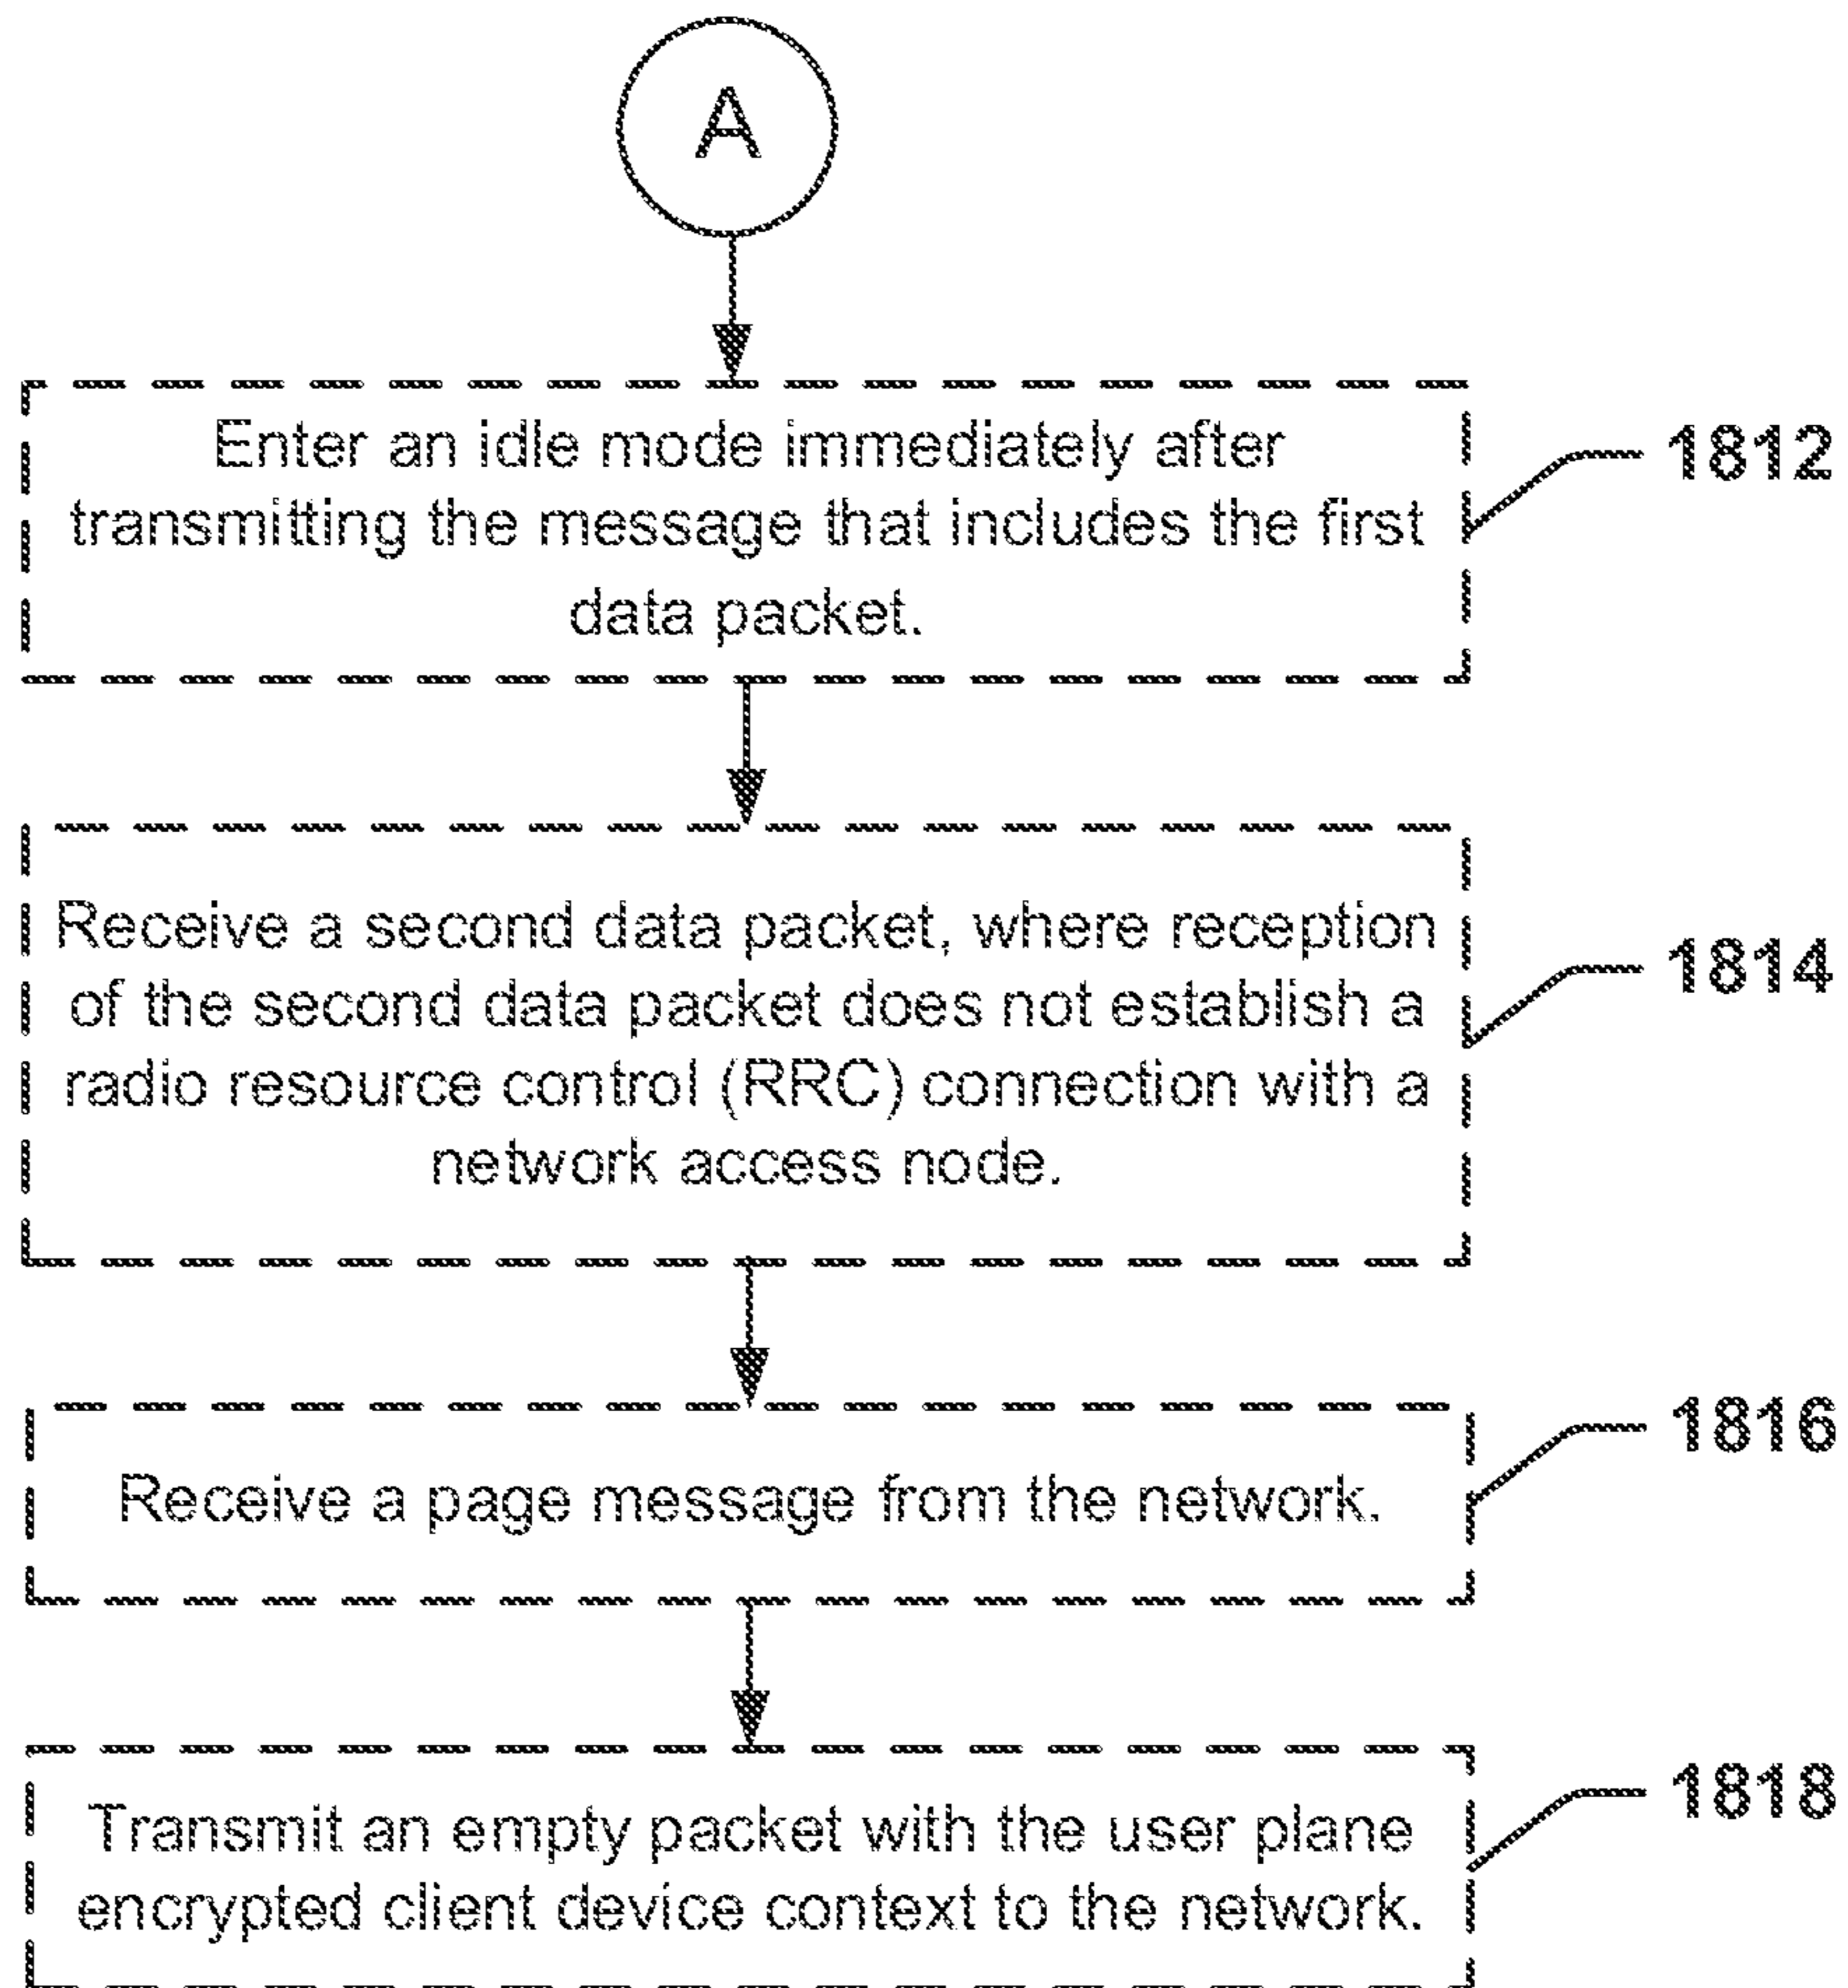 A
Enter an idle mode immediately after
transmitting the message that includes the first
data packet.
1812
Receive a second data packet, where reception
of the second data packet does not establish a
radio resource control (RRC) connection with a
network access node.
1814
Receive a page message from the network.
1816
Transmit an empty packet with the user plane
encrypted client device context to the network.
1818